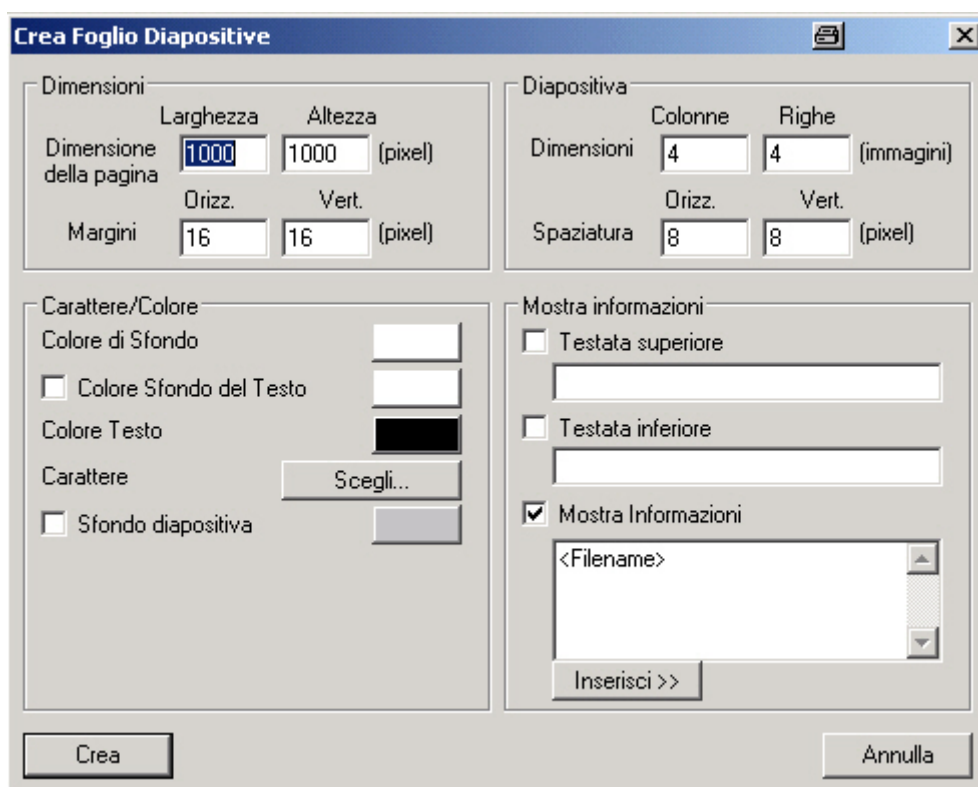 Crea Foglio Diapositive
Dimensioni
Larghezza Altezza
Dimensione della pagina 1000 1000 (pixel)
Orizz. Vert.
Margini 16 16 (pixel)
Diapositiva
Colonne Righe
Dimensioni 4 4 (immagini)
Orizz. Vert.
Spaziatura 8 8 (pixel)
Carattere/Colore
Colore di Sfondo
Colore Sfondo del Testo
Colore Testo
Carattere Scegli...
Sfondo diapositiva
Mostra informazioni
Testata superiore
Testata inferiore
Mostra Informazioni
<Filename>
Inserisci >>
Crea
Annulla